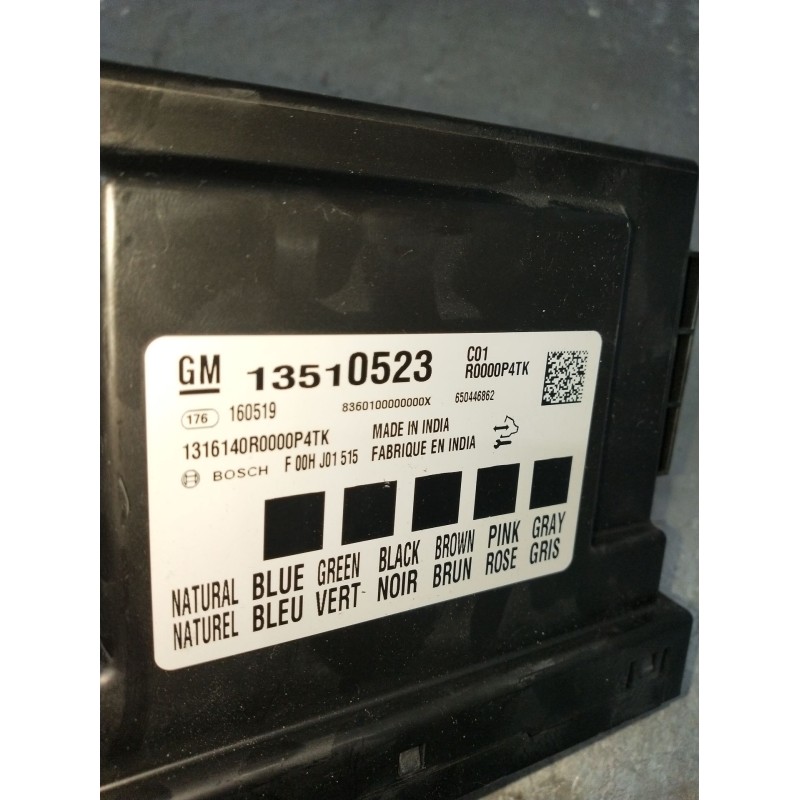 GM 13510523 C01
R0000P4TK
176 160519 8360100000000X 650446862
1316140R0000P4TK MADE IN INDIA
BOSCH F 00H J01 515 FABRIQUE EN INDIA
NATURAL BLUE GREEN BLACK BROWN PINK GRAY
NATUREL BLEU VERT NOIR BRUN ROSE GRIS